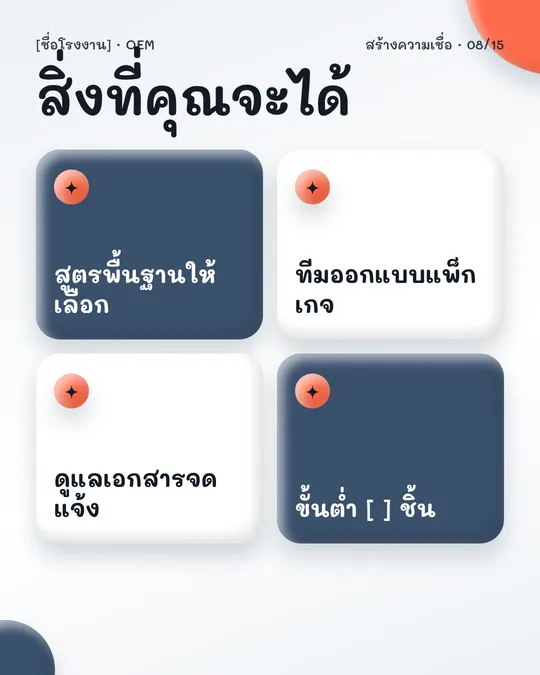 [ชื่อโรงงาน] · OEM
สร้างความเชื่อ · 08/15
สิ่งที่คุณจะได้
สูตรพื้นฐานให้
เลือก
ทีมออกแบบแพ็ก
เกจ
ดูแลเอกสารจด
แจ้ง
ขั้นต่ำ [ ] ชิ้น